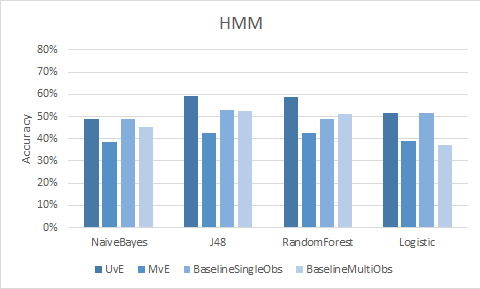 HMM
80%
70%
60%
50%
40%
30%
20%
10%
0%
Accuracy
NaiveBayes J48 RandomForest Logistic
UvE MvE BaselineSingleObs BaselineMultiObs